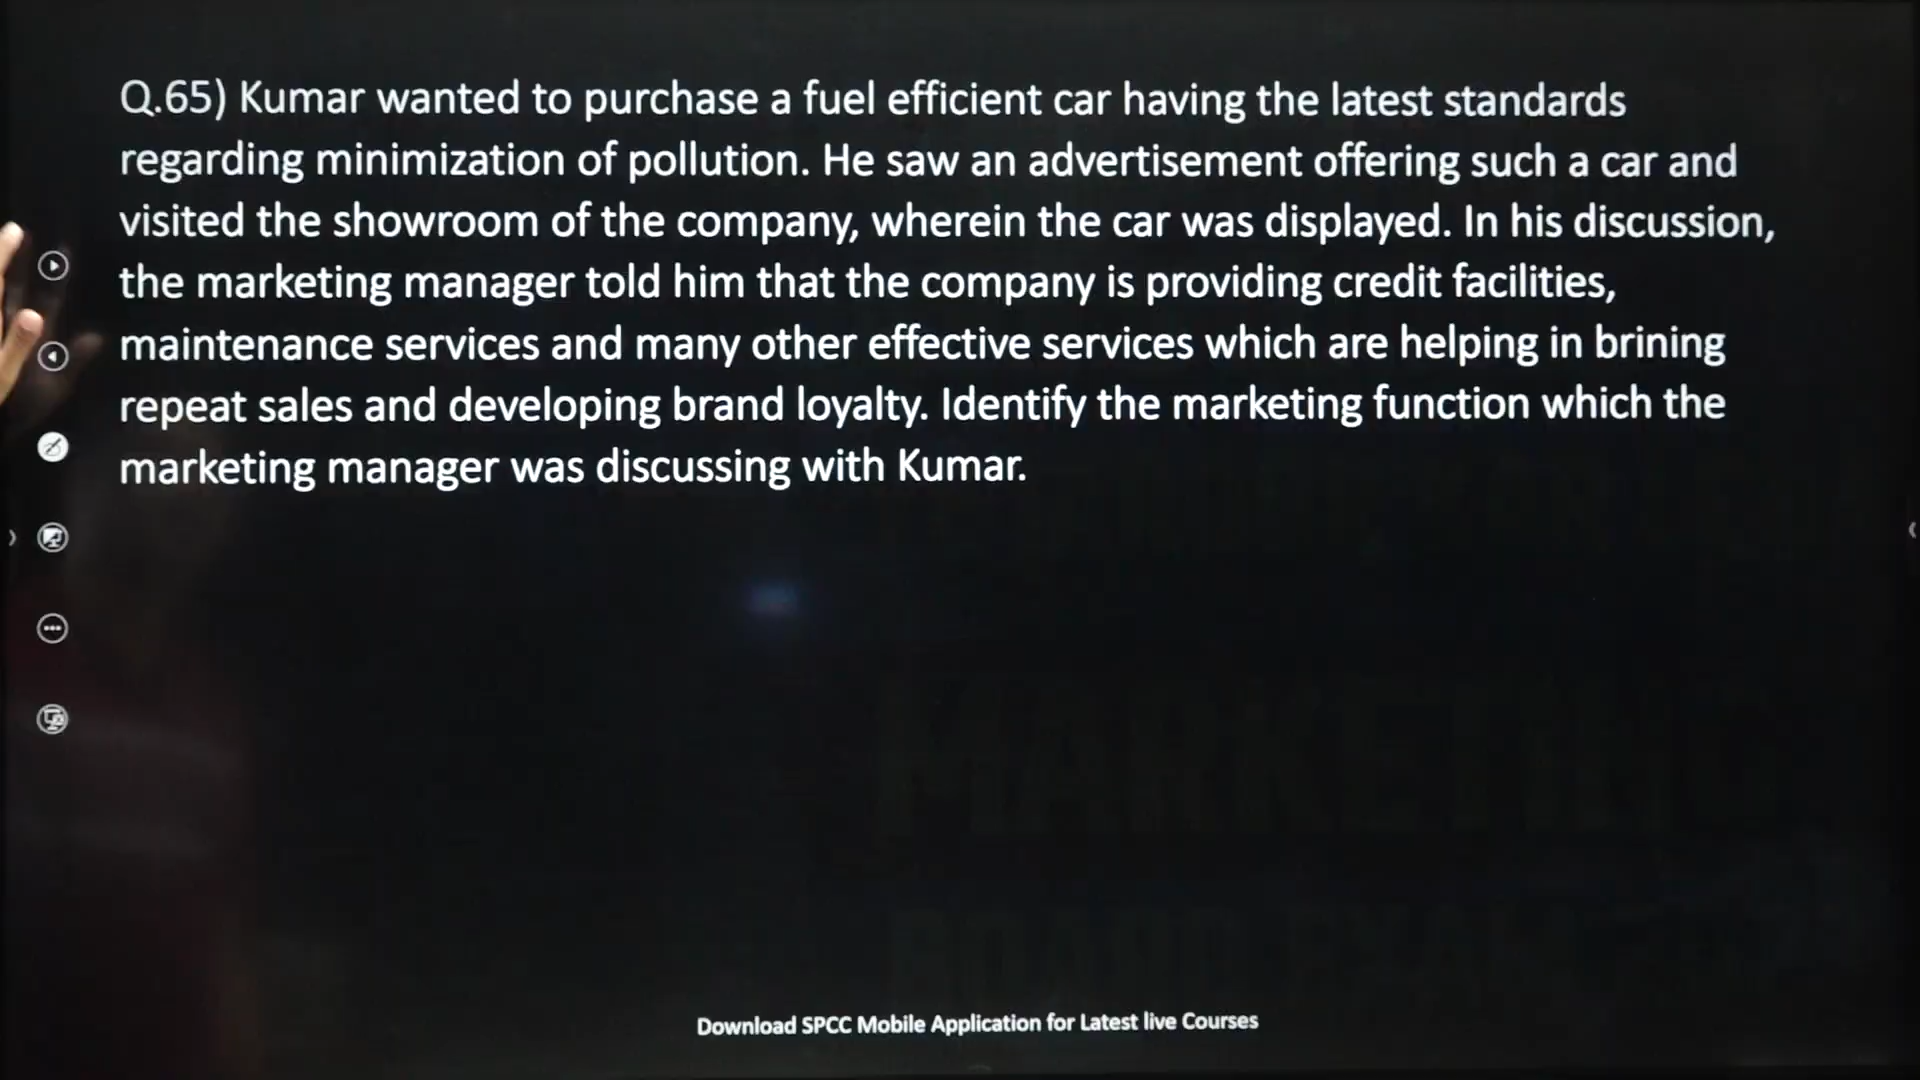 Q.65) Kumar wanted to purchase a fuel efficient car having the latest standards
regarding minimization of pollution. He saw an advertisement offering such a car and
visited the showroom of the company, wherein the car was displayed. In his discussion,
the marketing manager told him that the company is providing credit facilities,
maintenance services and many other effective services which are helping in brining
repeat sales and developing brand loyalty. Identify the marketing function which the
marketing manager was discussing with Kumar.
Download SPCC Mobile Application for Latest live Courses